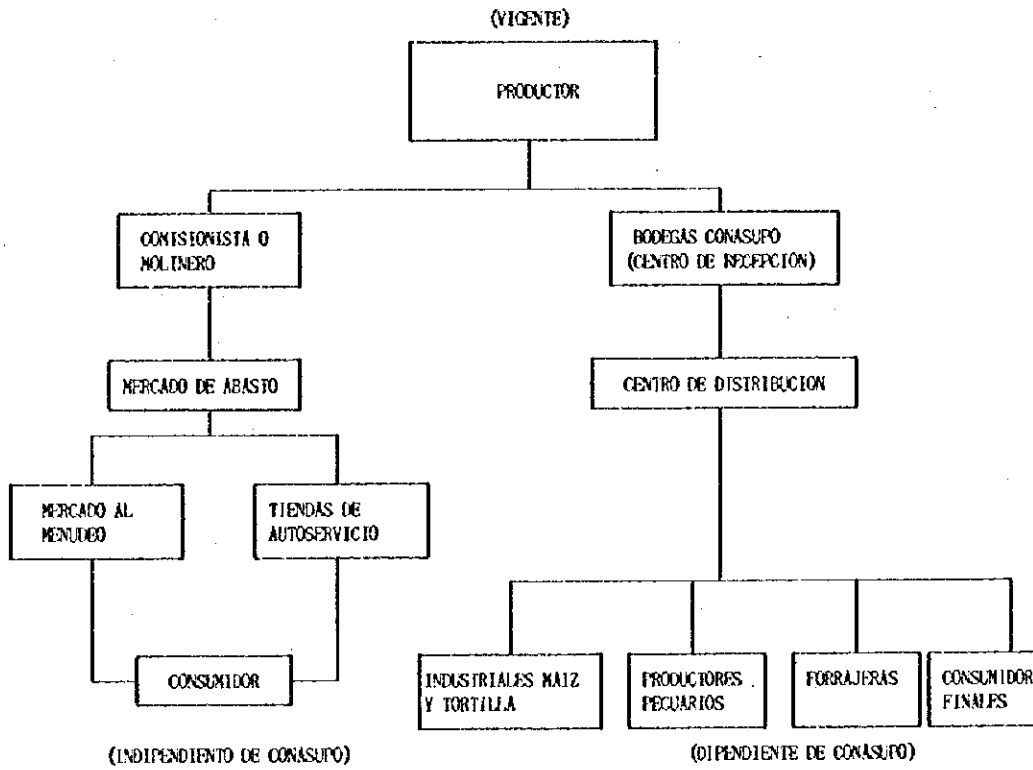 (VIGENTE)
PRODUCTOR
COMISIONISTA O
MOLINERO
BODEGAS CONASUPO
(CENTRO DE RECEPCION)
MERCADO DE ABASTO
CENTRO DE DISTRIBUCION
MERCADO AL
MENUDEO
TIENDAS DE
AUTOSERVICIO
CONSUMIDOR
INDUSTRIALES MAIZ
Y TORTILLA
PRODUCTORES
PECUARIOS
FORRAJERAS
CONSUMIDOR
FINALES
(INDIPENDIENTO DE CONASUPO)
(DIPENDIENTE DE CONASUPO)